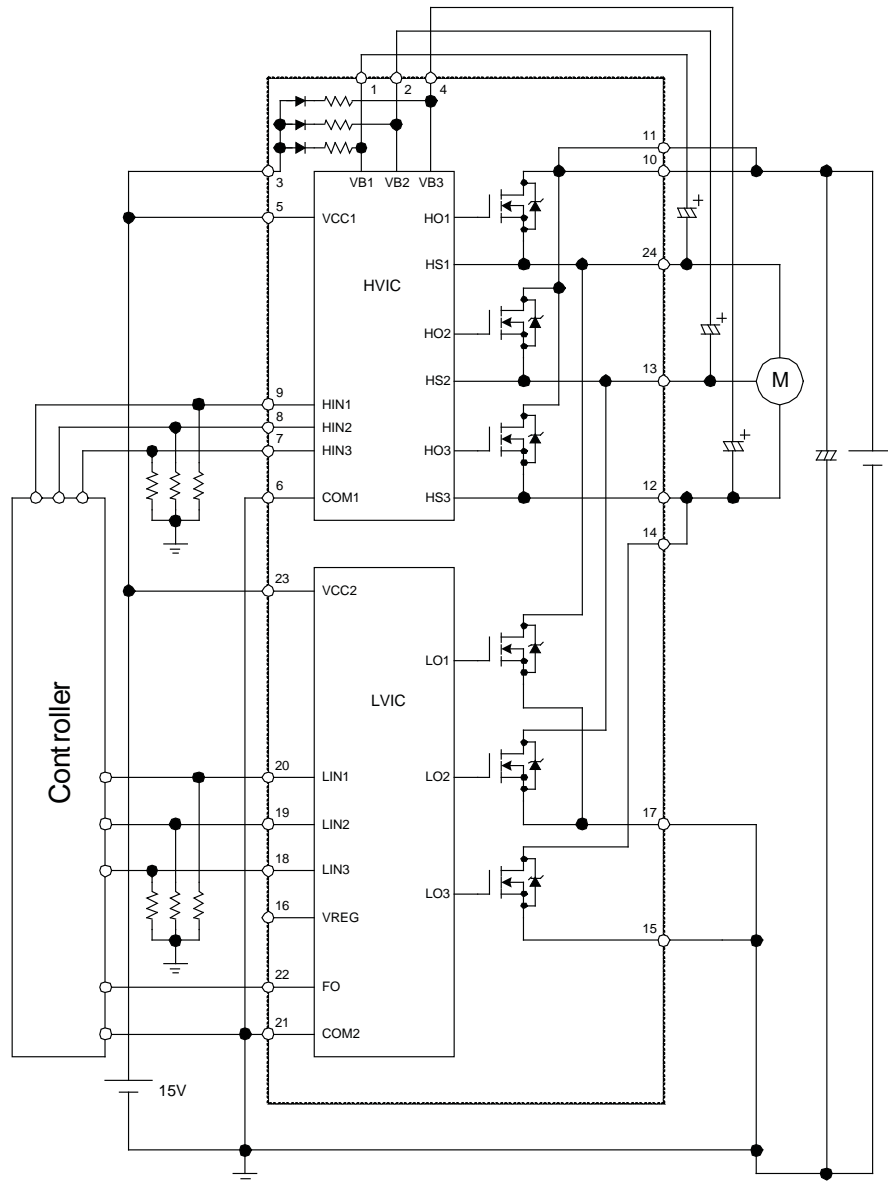 1 2 4
11
10
3
VB1 VB2 VB3
5
VCC1
HO1
24
HS1
HVIC
HO2
13
HS2
M
9
HIN1
8
HIN2
7
HIN3
HO3
6
COM1
12
HS3
14
23
VCC2
LO1
LVIC
Controller
20
LIN1
LO2
19
LIN2
17
18
LIN3
LO3
16
VREG
15
22
FO
21
COM2
15V
+
+
+